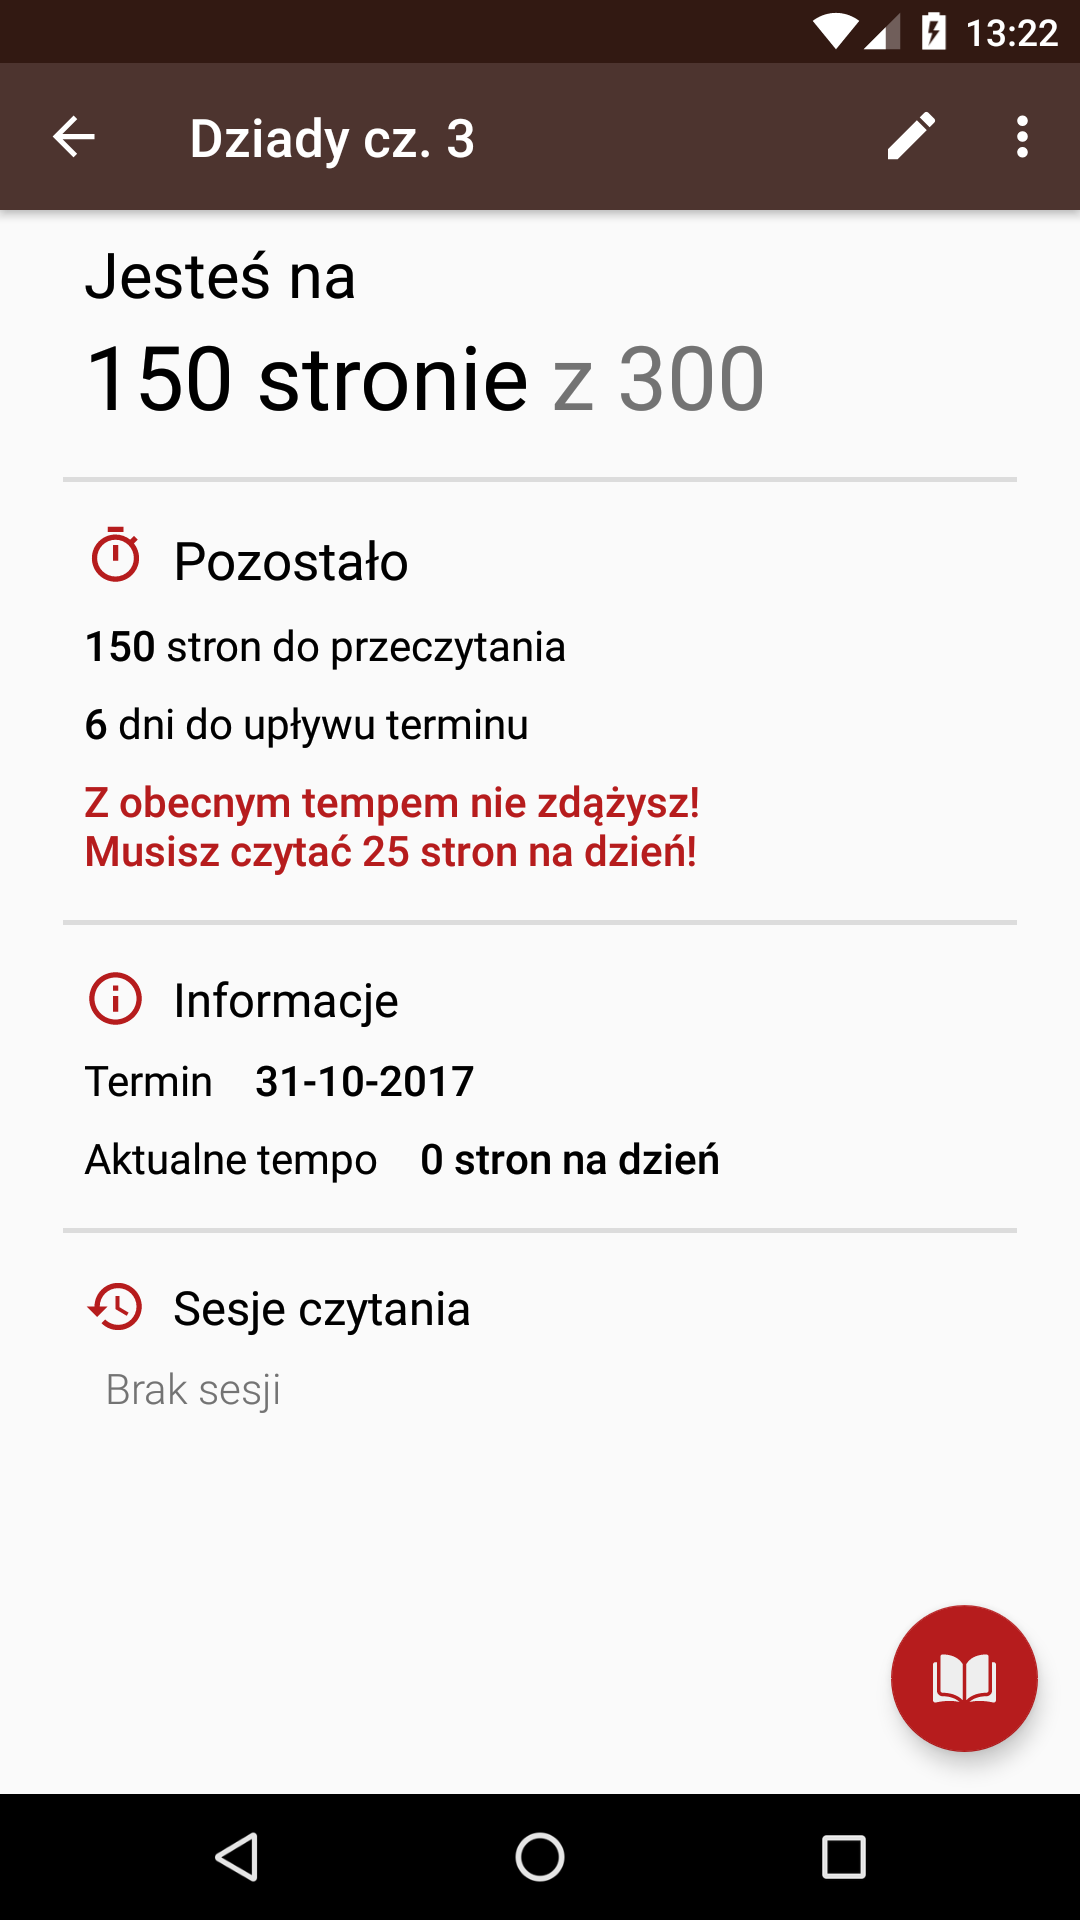 13:22
Dziady cz. 3
Jesteś na
150 stronie z 300
Pozostało
150 stron do przeczytania
6 dni do upływu terminu
Z obecnym tempem nie zdążysz!
Musisz czytać 25 stron na dzień!
Informacje
Termin 31-10-2017
Aktualne tempo 0 stron na dzień
Sesje czytania
Brak sesji